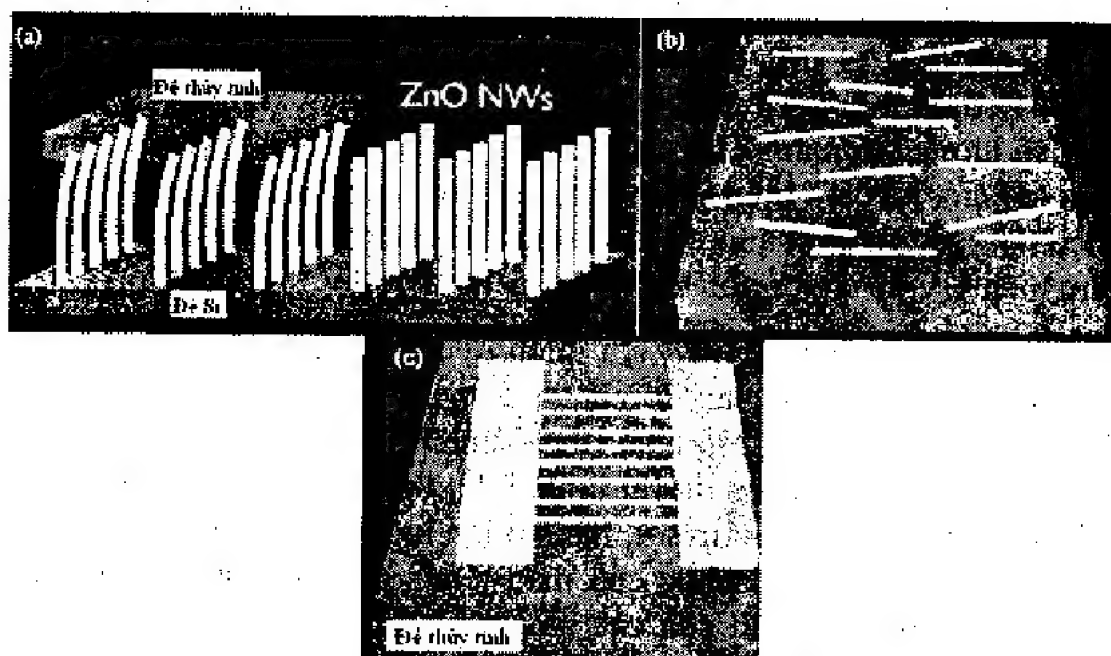 (a)
Đế thủy tinh
ZnO NWs
Đế Si
(b)
(c)
Đế thủy tinh